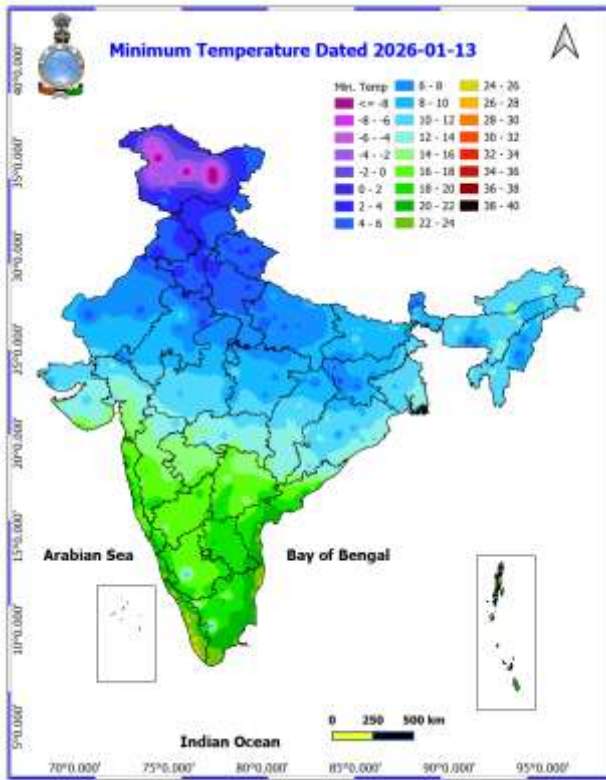 Minimum Temperature Dated 2026-01-13
Min. Temp
<= -8
-8 - -6
-6 - -4
-4 - -2
-2 - 0
0 - 2
2 - 4
4 - 6
6 - 8
8 - 10
10 - 12
12 - 14
14 - 16
16 - 18
18 - 20
20 - 22
22 - 24
24 - 26
26 - 28
28 - 30
30 - 32
32 - 34
34 - 36
36 - 38
38 - 40
40°0.000'
35°0.000'
30°0.000'
25°0.000'
20°0.000'
15°0.000'
10°0.000'
5°0.000'
Arabian Sea
Bay of Bengal
0 250 500 km
Indian Ocean
70°0.000' 75°0.000' 80°0.000' 85°0.000' 90°0.000' 95°0.000'